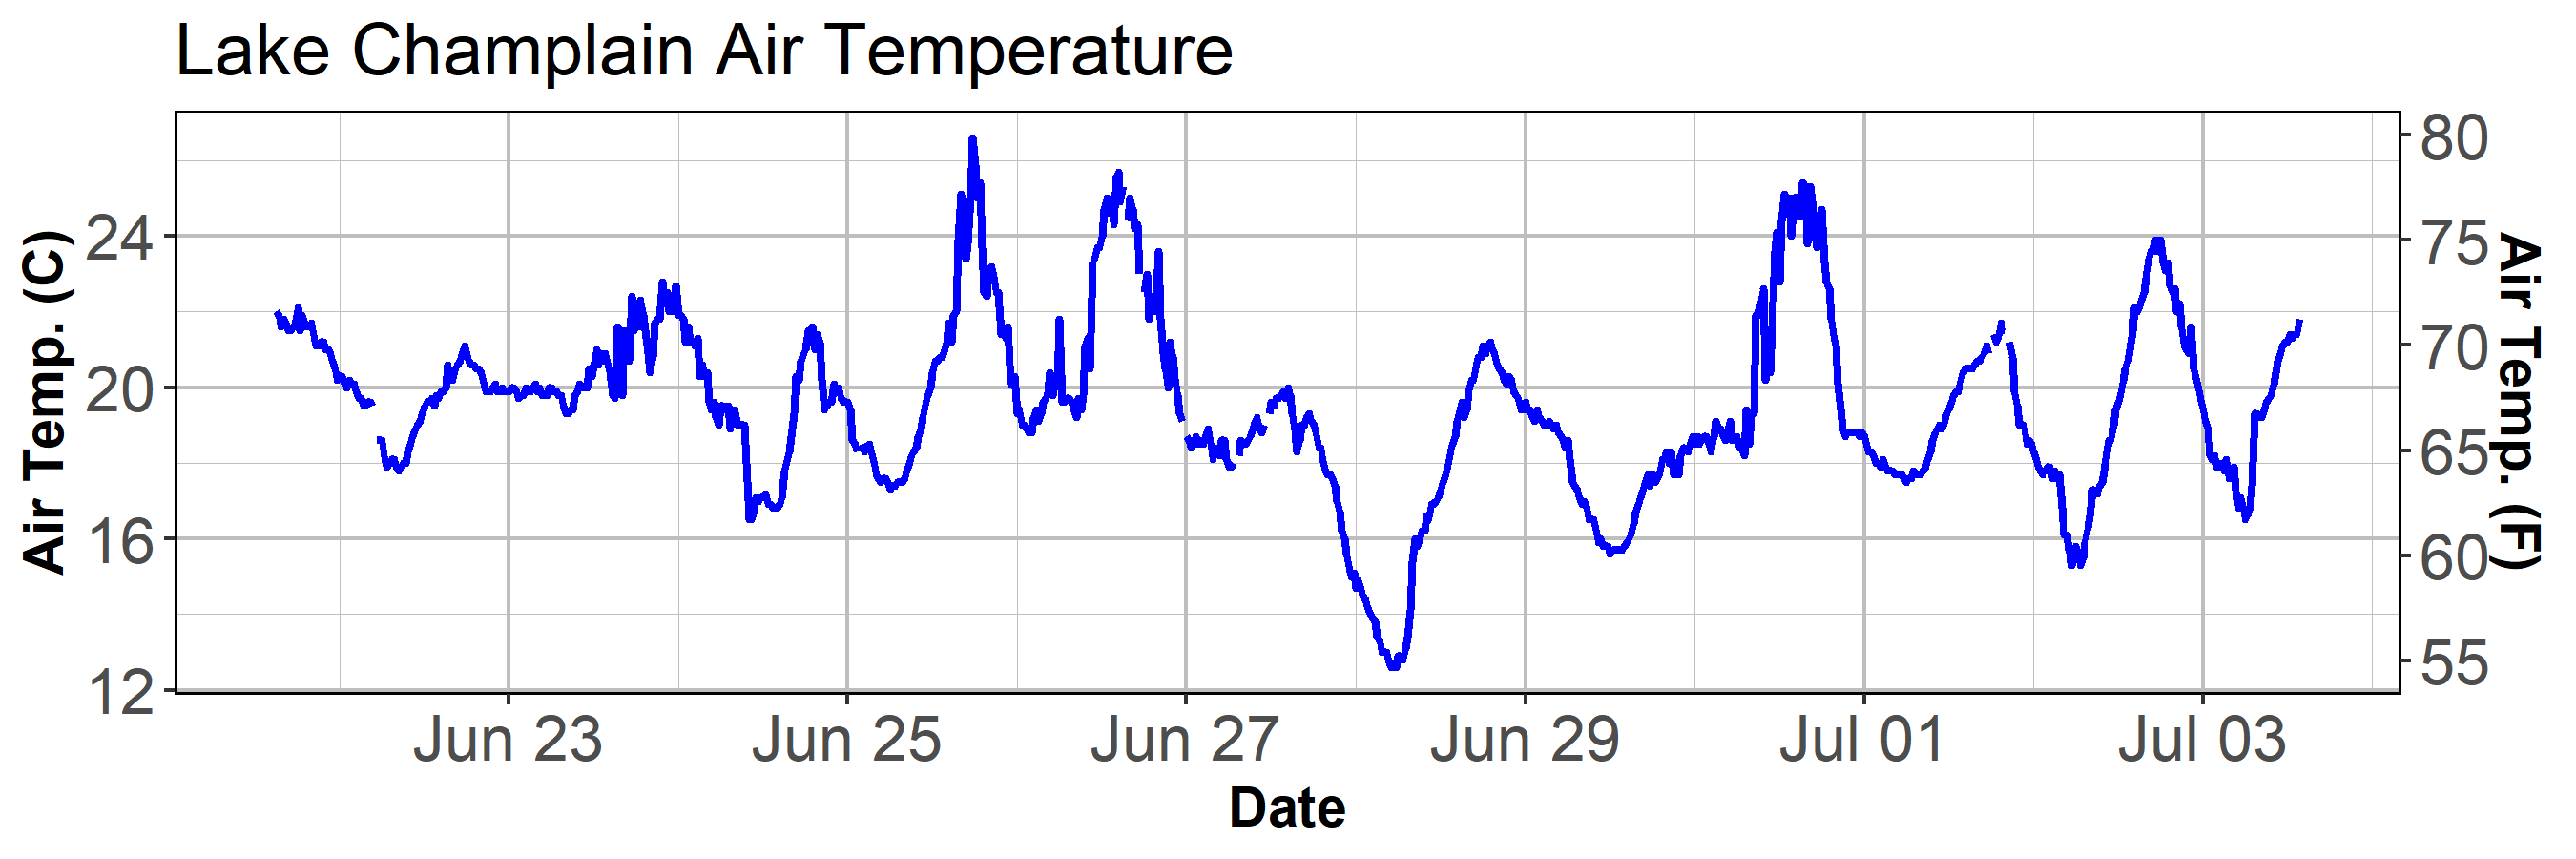 Lake Champlain Air Temperature
Air Temp. (C)
24
20
16
12
80
75
70
65
60
55
Air Temp. (F)
Jun 23 Jun 25 Jun 27 Jun 29 Jul 01 Jul 03
Date